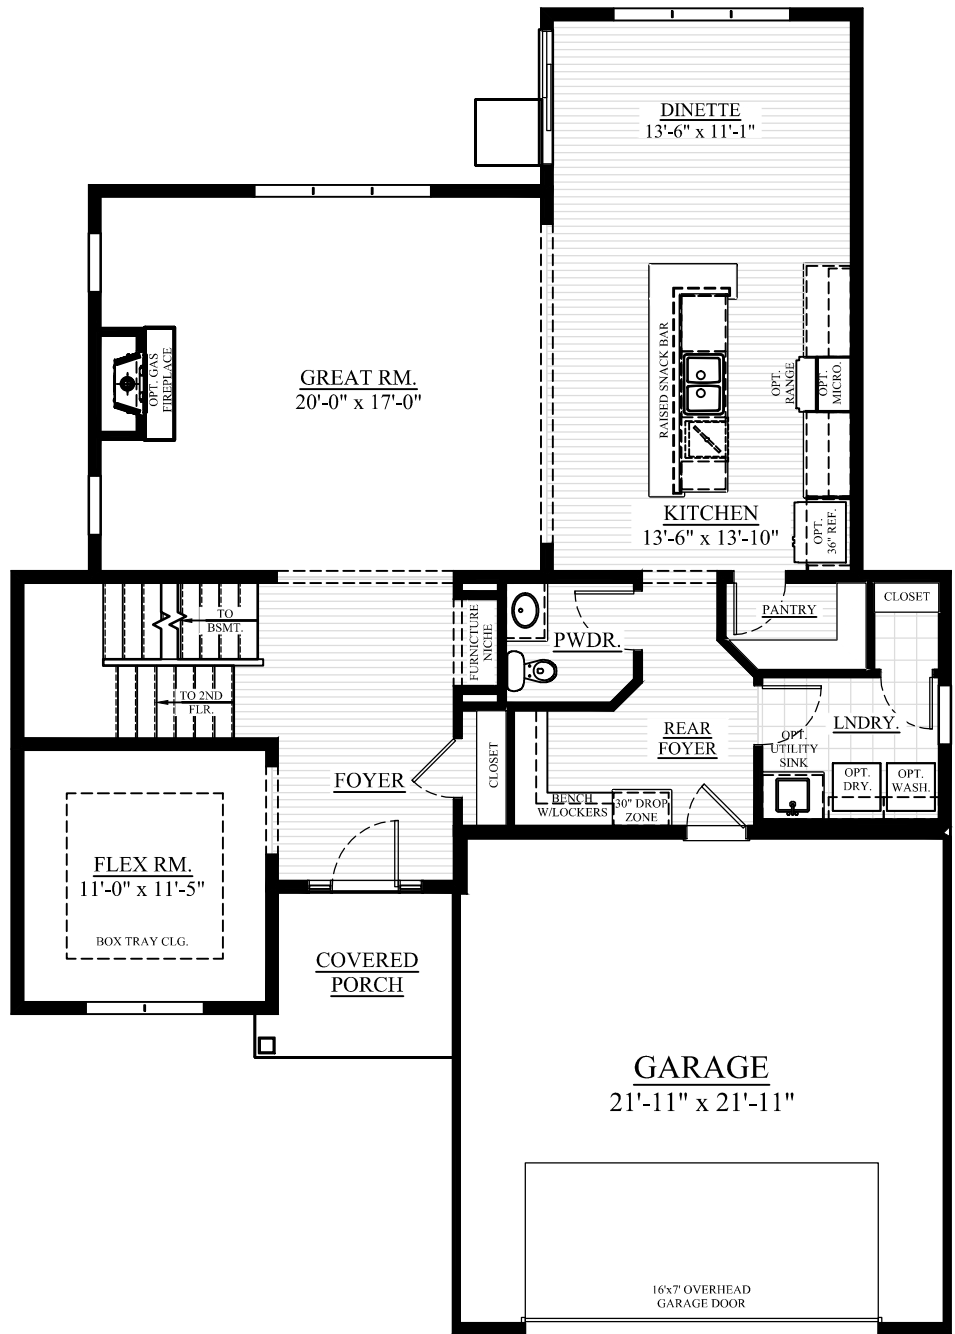 DINETTE
13'-6" x 11'-1"
OPT. GAS
FIREPLACE
GREAT RM.
20'-0" x 17'-0"
RAISED SNACK BAR
OPT.
RANGE
OPT.
MICRO.
KITCHEN
13'-6" x 13'-10"
OPT.
36" REF.
TO
BSMT.
TO 2ND
FLR.
FURNICTURE
NICHE
PWDR.
PANTRY
CLOSET
FOYER
CLOSET
REAR
FOYER
LNDRY.
OPT.
UTILITY
SINK
OPT.
DRY.
OPT.
WASH.
BENCH
W/LOCKERS
30" DROP
ZONE
FLEX RM.
11'-0" x 11'-5"
BOX TRAY CLG.
COVERED
PORCH
GARAGE
21'-11" x 21'-11"
16'x7' OVERHEAD
GARAGE DOOR